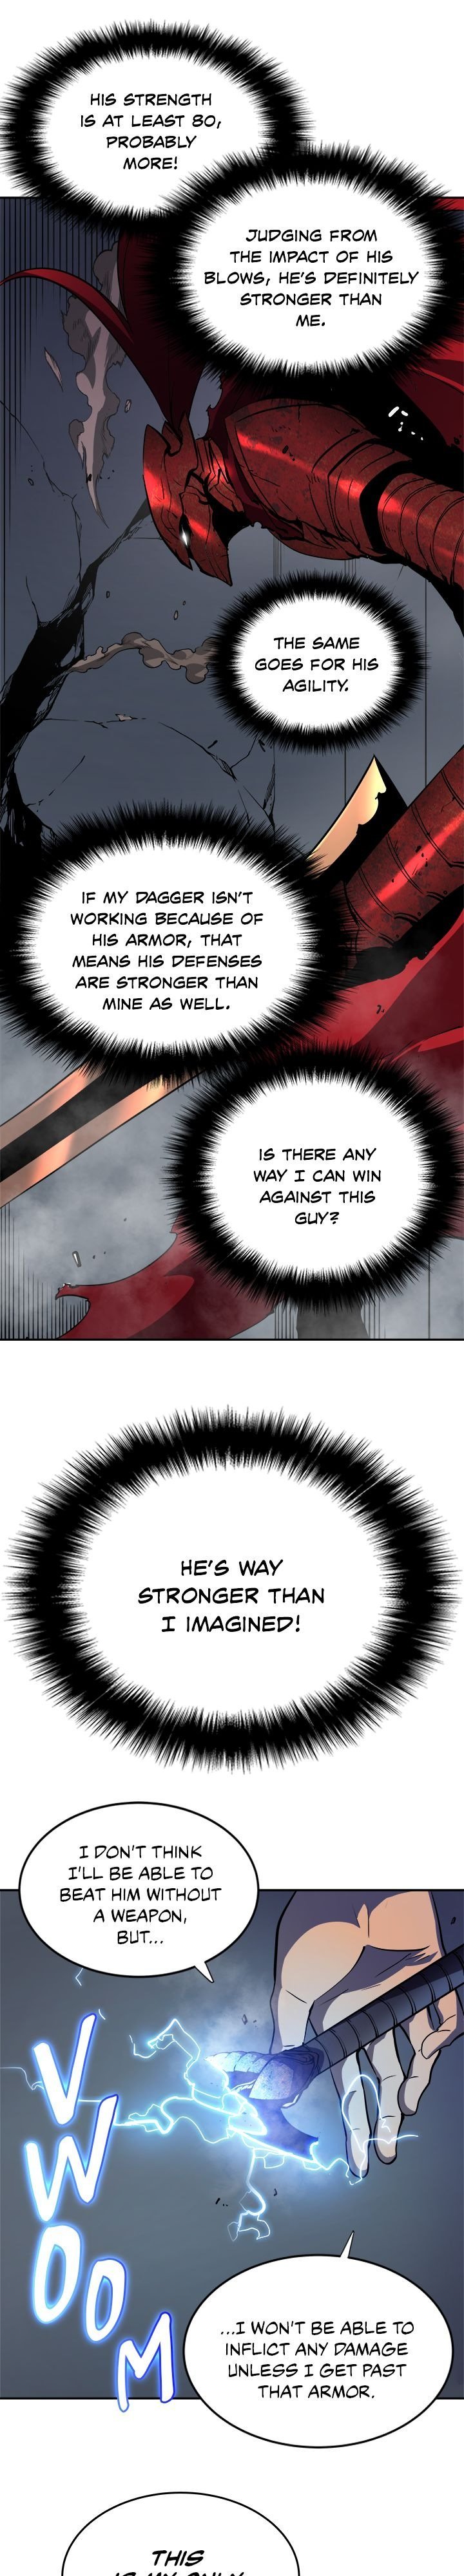 HIS STRENGTH
IS AT LEAST 80,
PROBABLY
MORE!
JUDGING FROM
THE IMPACT OF HIS
BLOWS, HE'S DEFINITELY
STRONGER THAN
ME.
THE SAME
GOES FOR HIS
AGILITY.
IF MY DAGGER ISN'T
WORKING BECAUSE OF
HIS ARMOR, THAT
MEANS HIS DEFENSES
ARE STRONGER THAN
MINE AS WELL.
IS THERE ANY
WAY I CAN WIN
AGAINST THIS
GUY?
HE'S WAY
STRONGER THAN
I IMAGINED!
I DON'T THINK
I'LL BE ABLE TO
BEAT HIM WITHOUT
A WEAPON,
BUT...
VWOOM
...I WON'T BE ABLE TO
INFLICT ANY DAMAGE
UNLESS I GET PAST
THAT ARMOR.
THIS
IS MY ONLY